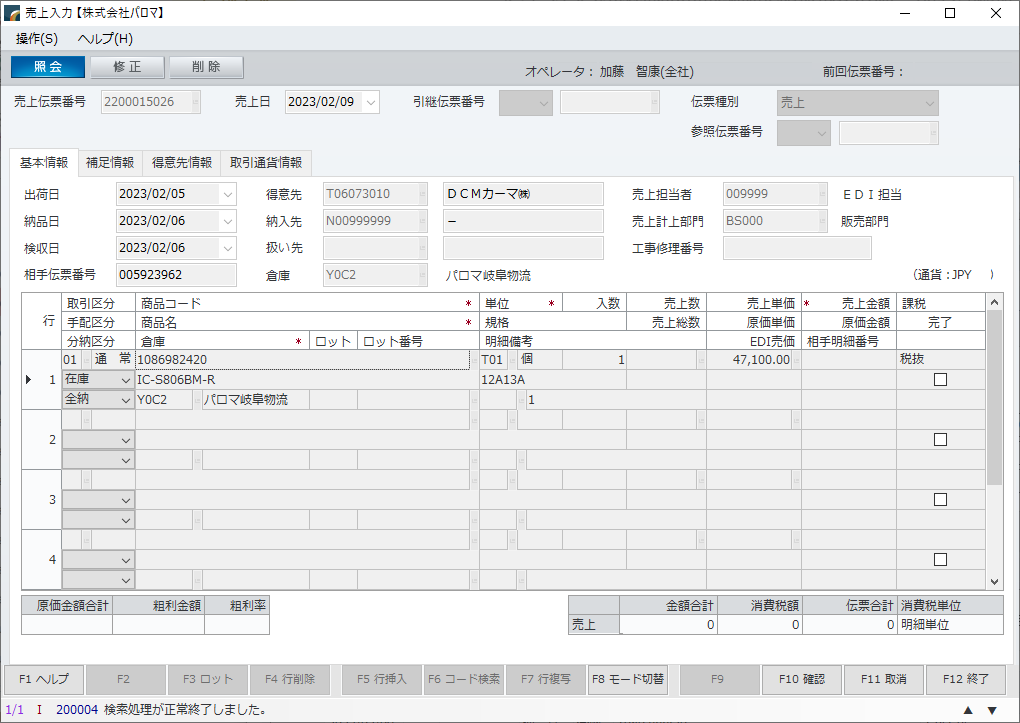 売上入力【株式会社パロマ】
操作(S) ヘルプ(H)
照会 修正 削除 オペレータ： 加藤　智康(全社) 前回伝票番号：
売上伝票番号 2200015026 売上日 2023/02/09 引継伝票番号 伝票種別 売上
参照伝票番号
基本情報 補足情報 得意先情報 取引通貨情報
出荷日 2023/02/05 得意先 T06073010 ＤＣＭカーマ㈱ 売上担当者 009999 ＥＤＩ担当
納品日 2023/02/06 納入先 N00999999 － 売上計上部門 BS000 販売部門
検収日 2023/02/06 扱い先 工事修理番号
相手伝票番号 005923962 倉庫 Y0C2 パロマ岐阜物流 （通貨：JPY　）
取引区分 商品コード * 単位 * 入数 売上数 売上単価 * 売上金額 課税
行 手配区分 商品名 * 規格 売上総数 原価単価 原価金額 完了
分納区分 倉庫 * ロット ロット番号 明細備考 EDI売価 相手明細番号
01 通　常 1086982420 T01 個 1 47,100.00 税抜
1 在庫 IC-S806BM-R 12A13A
全納 Y0C2 パロマ岐阜物流 1
2
3
4
原価金額合計 粗利金額 粗利率 金額合計 消費税額 伝票合計 消費税単位
売上 0 0 0 明細単位
F1 ヘルプ F2 F3 ロット F4 行削除 F5 行挿入 F6 コード検索 F7 行複写 F8 モード切替 F9 F10 確認 F11 取消 F12 終了
1/1 I 200004 検索処理が正常終了しました。